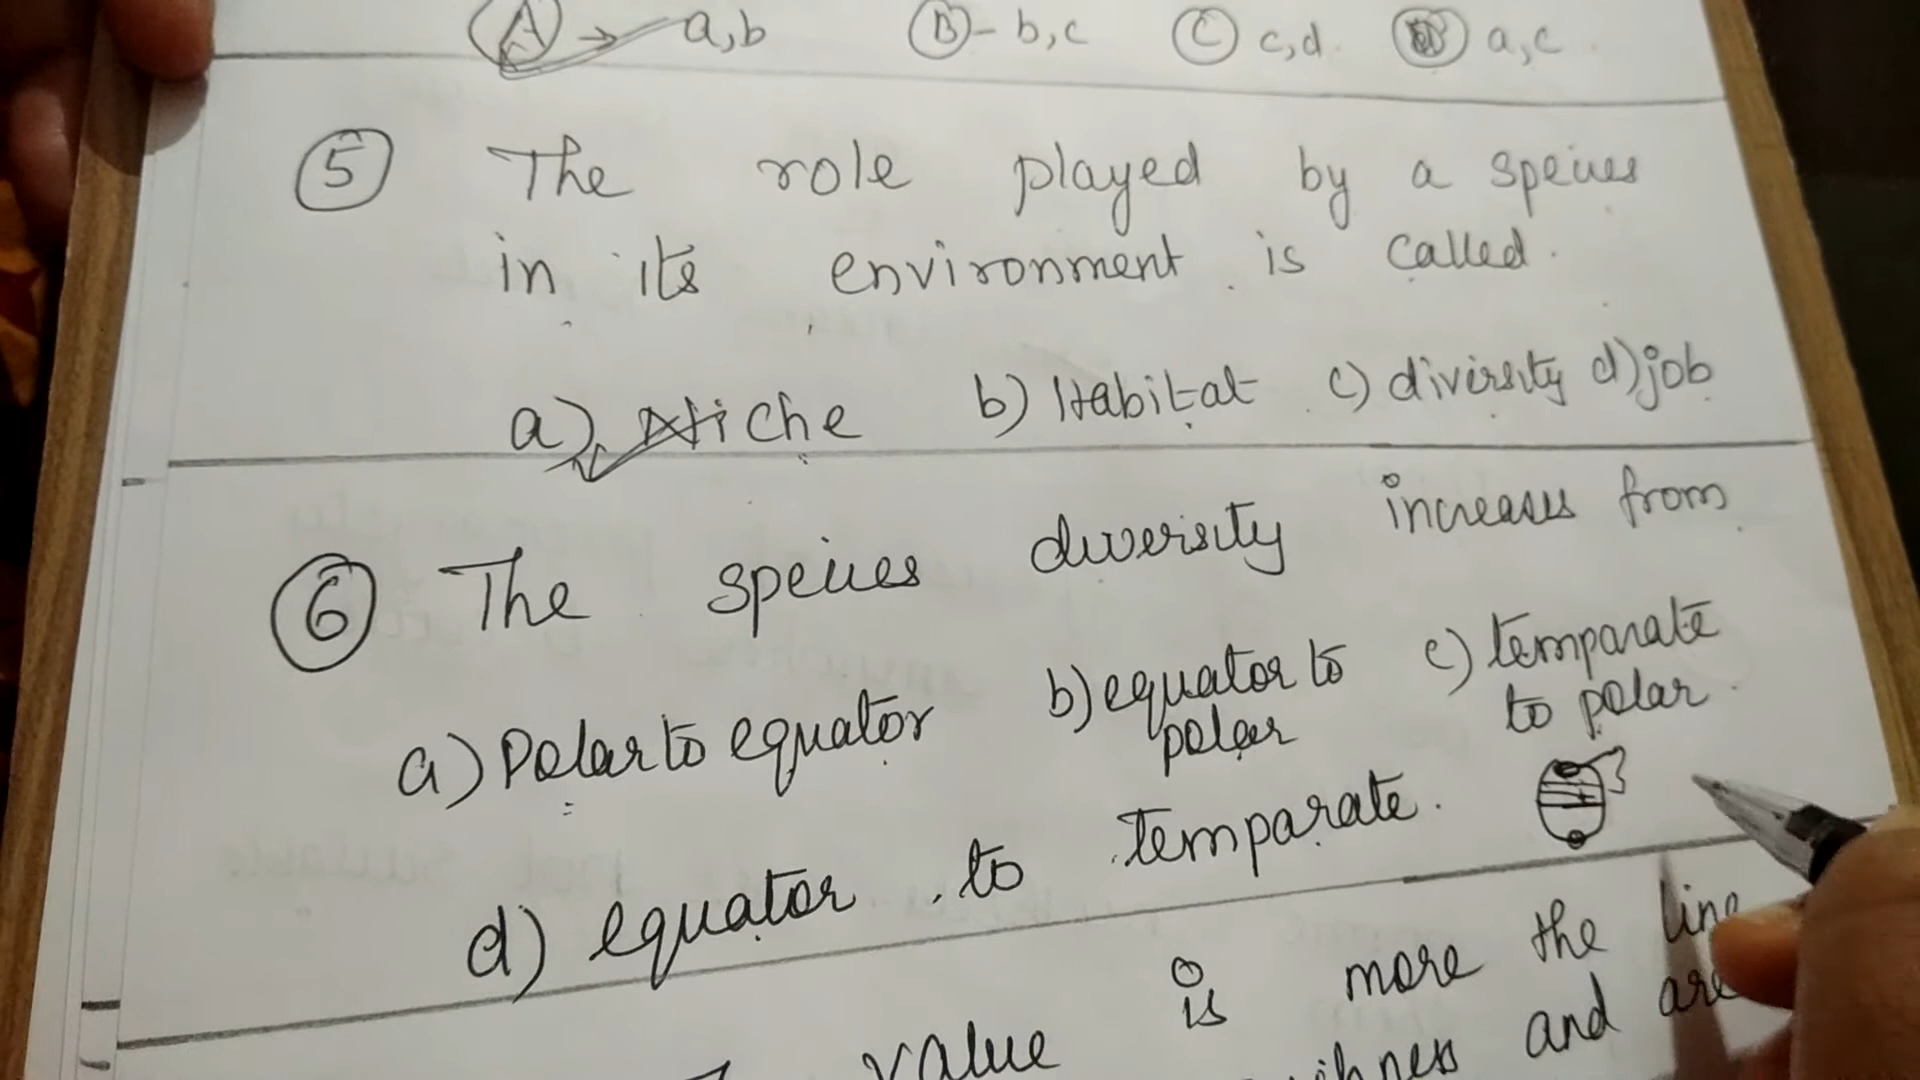 A → a,b B - b,c C c,d. D a,c.
5 The role played by a species
in its environment is called.
a) Niche b) Habitat c) diversity d) job
6 The species diversity increases from
a) Polar to equator b) equator to polar c) temparate to polar.
d) equator to temparate.
value is more the line
and are